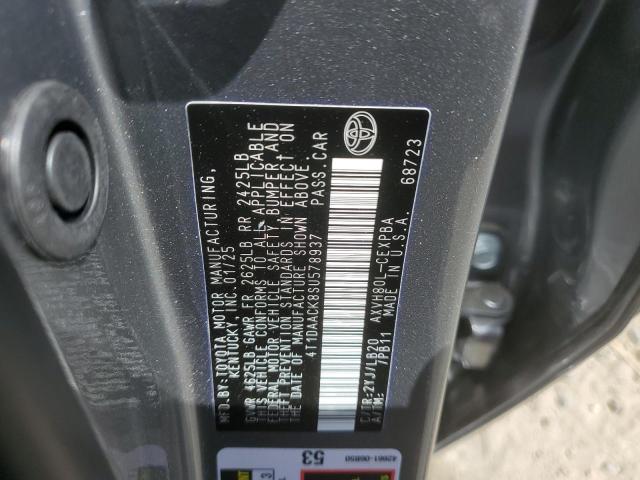 MFD.BY:TOYOTA MOTOR MANUFACTURING,
KENTUCKY, INC. 01/25
GVWR 4625LB GAWR FR 2625LB RR 2425LB
THIS VEHICLE CONFORMS TO ALL APPLICABLE
FEDERAL MOTOR VEHICLE SAFETY, BUMPER, AND
THEFT PREVENTION STANDARDS IN EFFECT ON
THE DATE OF MANUFACTURE SHOWN ABOVE.
4T1DAACK8SU578937 PASS.CAR
C/TR:2YJ/LB20 AXVH80L-CEXPBA
A/TM: 7PB11 MADE IN U.S.A. 68723
53
42661-06B50